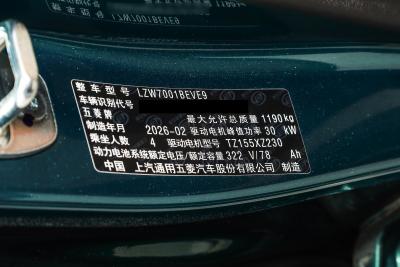 整车型号 LZW7001BEVE9
车辆识别代号
五菱牌 最大允许总质量 1190kg
制造年月 2026-02 驱动电机峰值功率 30 kW
乘坐人数 4 驱动电机型号 TZ155XZ230
动力电池系统额定电压/额定容量 322 V/78 Ah
中国 上汽通用五菱汽车股份有限公司 制造